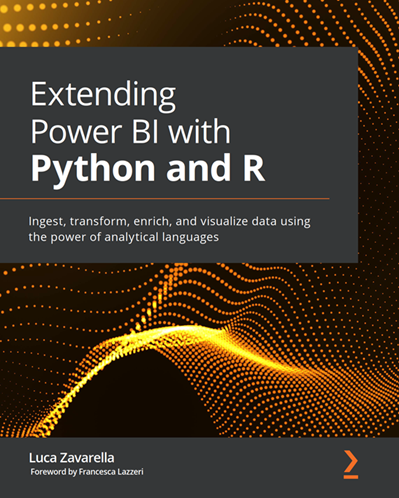 Extending
Power BI with
Python and R
Ingest, transform, enrich, and visualize data using
the power of analytical languages
Luca Zavarella
Foreword by Francesca Lazzeri